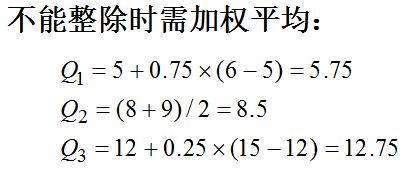 不能整除时需加权平均：
Q₁ = 5 + 0.75 × (6 − 5) = 5.75
Q₂ = (8 + 9) / 2 = 8.5
Q₃ = 12 + 0.25 × (15 − 12) = 12.75